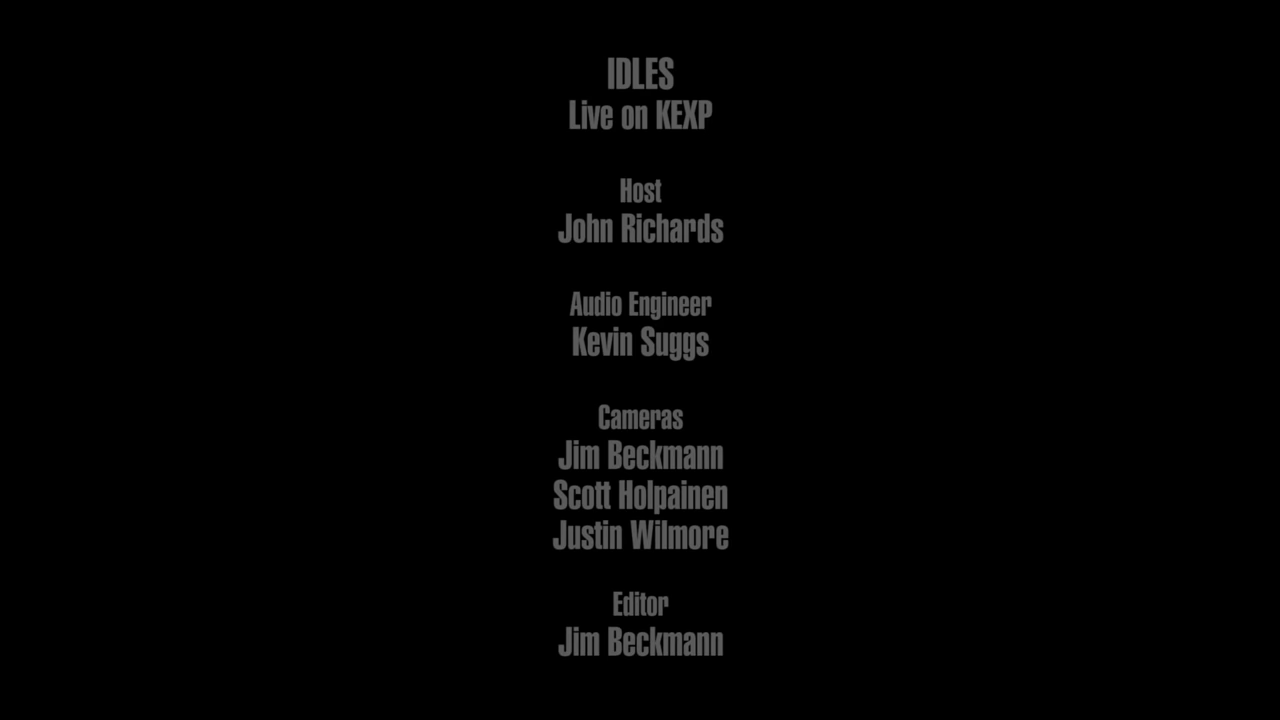 IDLES
Live on KEXP
Host
John Richards
Audio Engineer
Kevin Suggs
Cameras
Jim Beckmann
Scott Holpainen
Justin Wilmore
Editor
Jim Beckmann